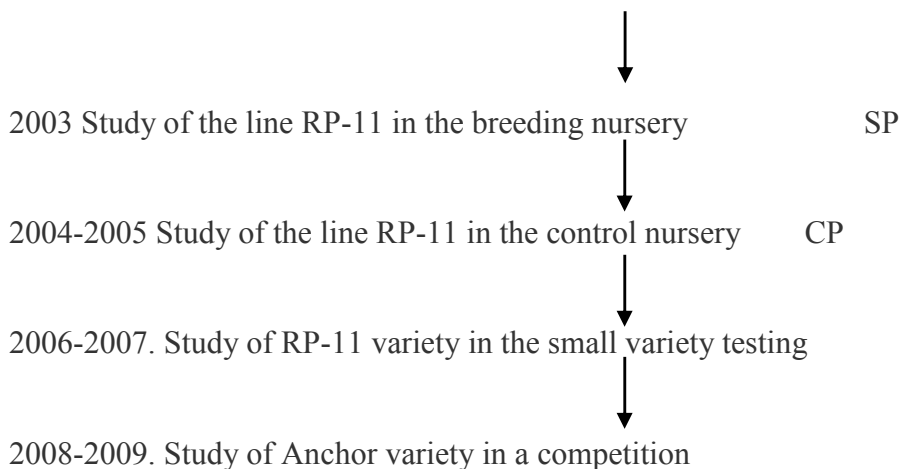 2003 Study of the line RP-11 in the breeding nursery SP
2004-2005 Study of the line RP-11 in the control nursery CP
2006-2007. Study of RP-11 variety in the small variety testing
2008-2009. Study of Anchor variety in a competition